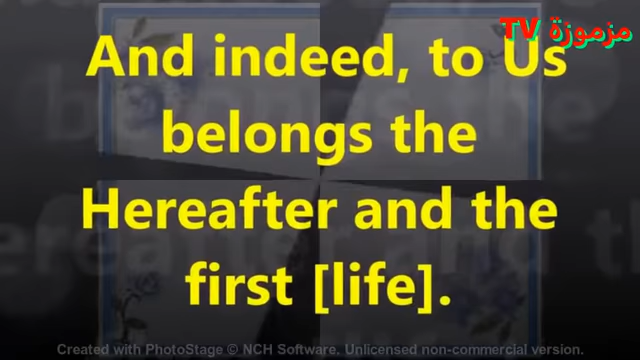 مزموزة TV
And indeed, to Us
belongs the
Hereafter and the
first [life].
Created with PhotoStage © NCH Software. Unlicensed non-commercial version.